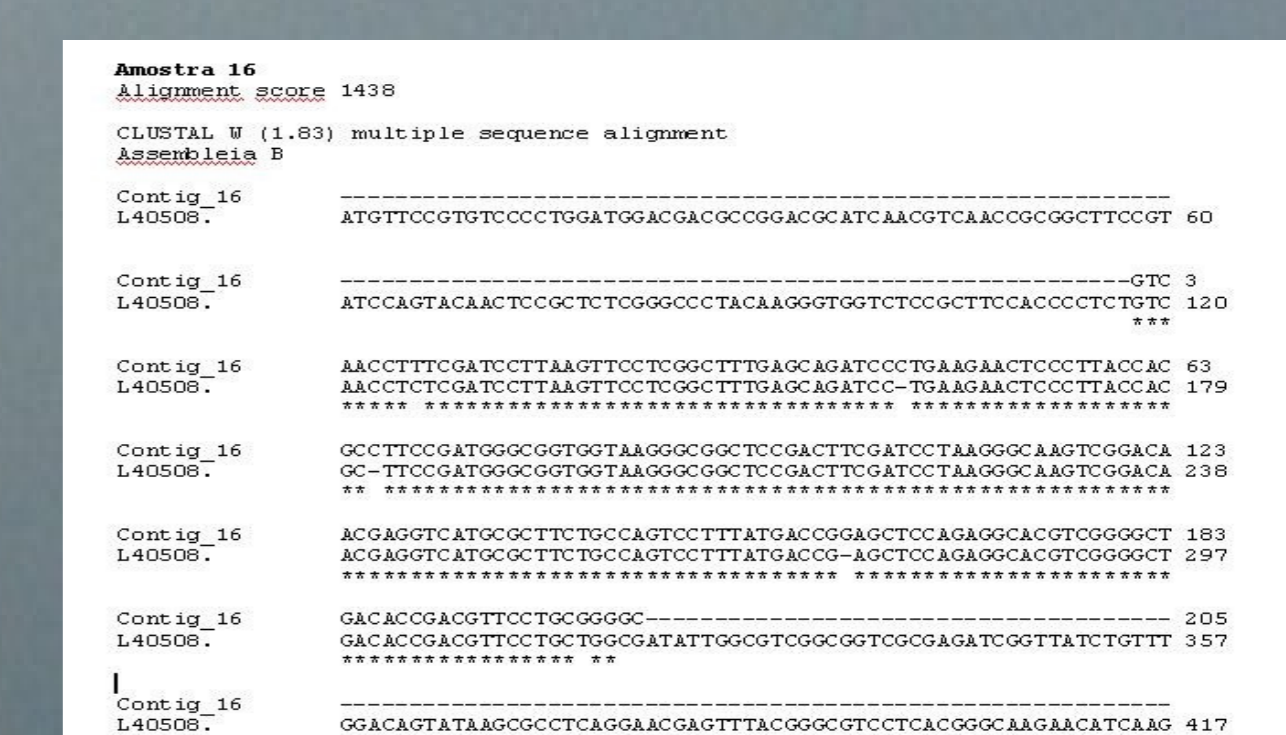 Amostra 16
Alignment score 1438
CLUSTAL W (1.83) multiple sequence alignment
Assembleia B
Contig_16 ------------------------------------------------------------
L40508. ATGTTCCGTGTCCCCTGGATGGACGACGCCGGACGCATCAACGTCAACCGCGGCTTCCGT 60
Contig_16 ---------------------------------------------------------GTC 3
L40508. ATCCAGTACAACTCCGCTCTCGGGCCCTACAAGGGTGGTCTCCGCTTCCACCCCTCTGTC 120
***
Contig_16 AACCTTTCGATCCTTAAGTTCCTCGGCTTTGAGCAGATCCCTGAAGAACTCCCTTACCAC 63
L40508. AACCTCTCGATCCTTAAGTTCCTCGGCTTTGAGCAGATCC-TGAAGAACTCCCTTACCAC 179
***** ********************************** *******************
Contig_16 GCCTTCCGATGGGCGGTGGTAAGGGCGGCTCCGACTTCGATCCTAAGGGCAAGTCGGACA 123
L40508. GC-TTCCGATGGGCGGTGGTAAGGGCGGCTCCGACTTCGATCCTAAGGGCAAGTCGGACA 238
** *********************************************************
Contig_16 ACGAGGTCATGCGCTTCTGCCAGTCCTTTATGACCGGAGCTCCAGAGGCACGTCGGGGCT 183
L40508. ACGAGGTCATGCGCTTCTGCCAGTCCTTTATGACCG-AGCTCCAGAGGCACGTCGGGGCT 297
************************************ ***********************
Contig_16 GACACCGACGTTCCTGCGGGGC-------------------------------------- 205
L40508. GACACCGACGTTCCTGCTGGCGATATTGGCGTCGGCGGTCGCGAGATCGGTTATCTGTTT 357
***************** **
Contig_16 ------------------------------------------------------------
L40508. GGACAGTATAAGCGCCTCAGGAACGAGTTTACGGGCGTCCTCACGGGCAAGAACATCAAG 417